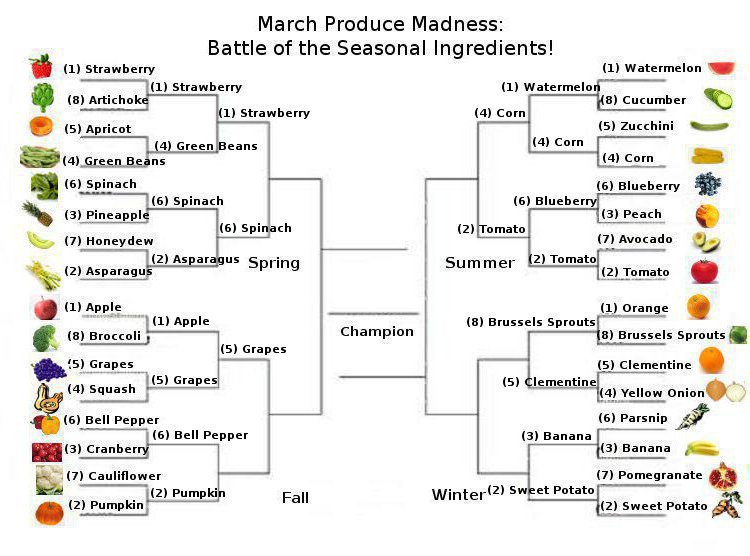 March Produce Madness:
Battle of the Seasonal Ingredients!
(1) Strawberry
(8) Artichoke
(5) Apricot
(4) Green Beans
(6) Spinach
(3) Pineapple
(7) Honeydew
(2) Asparagus
(1) Strawberry
(4) Green Beans
(6) Spinach
(2) Asparagus
(1) Strawberry
(6) Spinach
Spring
(1) Apple
(8) Broccoli
(5) Grapes
(4) Squash
(6) Bell Pepper
(3) Cranberry
(7) Cauliflower
(2) Pumpkin
(1) Apple
(5) Grapes
(6) Bell Pepper
(2) Pumpkin
(5) Grapes
Fall
Champion
(1) Watermelon
(8) Cucumber
(5) Zucchini
(4) Corn
(6) Blueberry
(3) Peach
(7) Avocado
(2) Tomato
(1) Watermelon
(4) Corn
(6) Blueberry
(2) Tomato
(4) Corn
(2) Tomato
Summer
(1) Orange
(8) Brussels Sprouts
(5) Clementine
(4) Yellow Onion
(6) Parsnip
(3) Banana
(7) Pomegranate
(2) Sweet Potato
(8) Brussels Sprouts
(5) Clementine
(3) Banana
(2) Sweet Potato
Winter